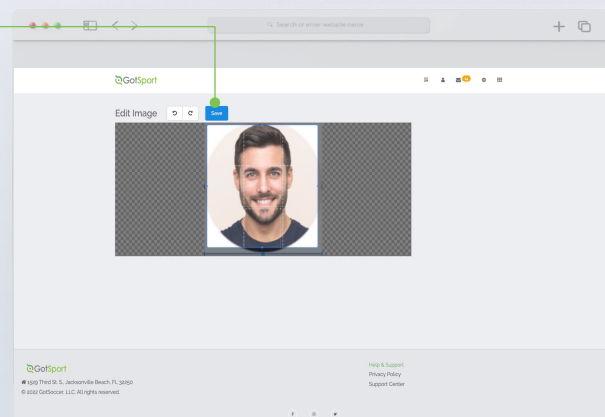 Search or enter website name
GotSport
Edit Image
Save
GotSport
1529 Third St. S., Jacksonville Beach, FL 32250
© 2022 GotSoccer, LLC. All rights reserved.
Help & Support
Privacy Policy
Support Center